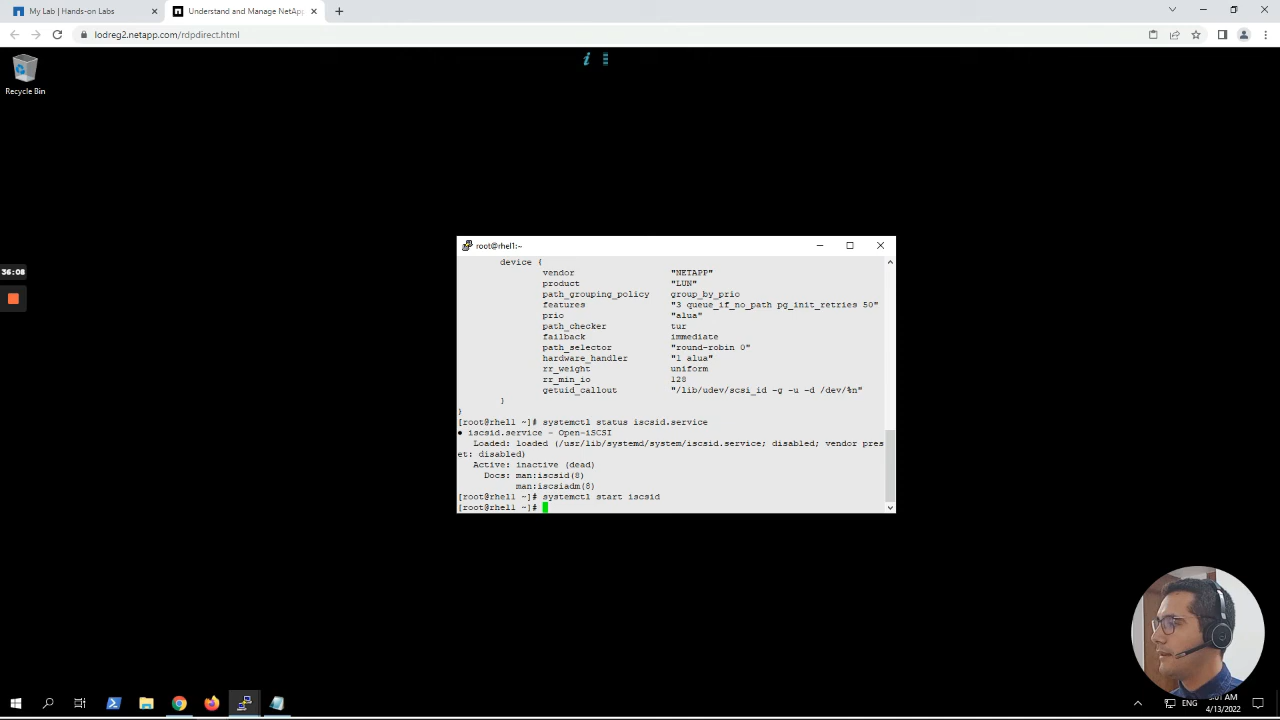 My Lab | Hands-on Labs
Understand and Manage NetApp
lodreg2.netapp.com/rdpdirect.html
Recycle Bin
36:08
root@rhel1:~
device {
vendor "NETAPP"
product "LUN"
path_grouping_policy group_by_prio
features "3 queue_if_no_path pg_init_retries 50"
prio "alua"
path_checker tur
failback immediate
path_selector "round-robin 0"
hardware_handler "1 alua"
rr_weight uniform
rr_min_io 128
getuid_callout "/lib/udev/scsi_id -g -u -d /dev/%n"
}
}
[root@rhel1 ~]# systemctl status iscsid.service
● iscsid.service - Open-iSCSI
Loaded: loaded (/usr/lib/systemd/system/iscsid.service; disabled; vendor pres
et: disabled)
Active: inactive (dead)
Docs: man:iscsid(8)
man:iscsiadm(8)
[root@rhel1 ~]# systemctl start iscsid
[root@rhel1 ~]#
ENG
4/13/2022